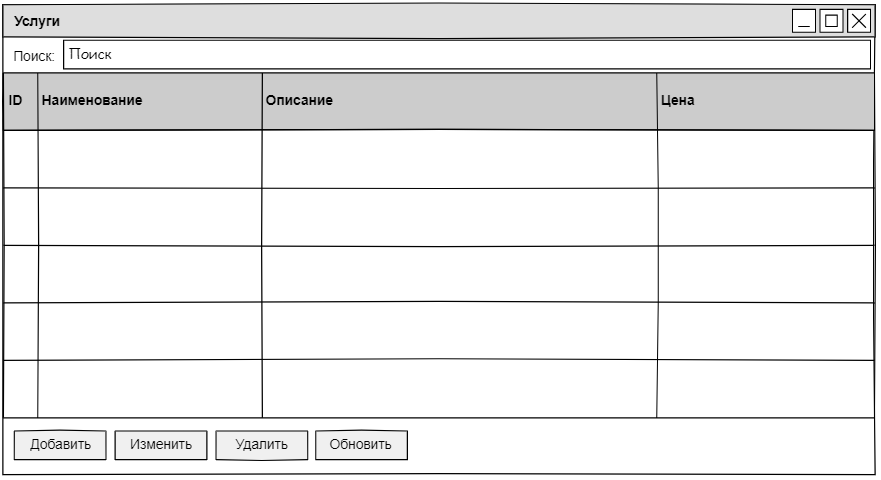 Услуги
Поиск: Поиск
ID Наименование Описание Цена
Добавить Изменить Удалить Обновить